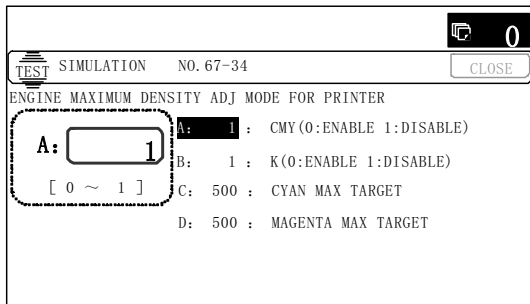 0
TEST SIMULATION NO.67-34 CLOSE
ENGINE MAXIMUM DENSITY ADJ MODE FOR PRINTER
A: 1
[ 0 ～ 1 ]
A: 1 : CMY(0:ENABLE 1:DISABLE)
B: 1 : K(0:ENABLE 1:DISABLE)
C: 500 : CYAN MAX TARGET
D: 500 : MAGENTA MAX TARGET